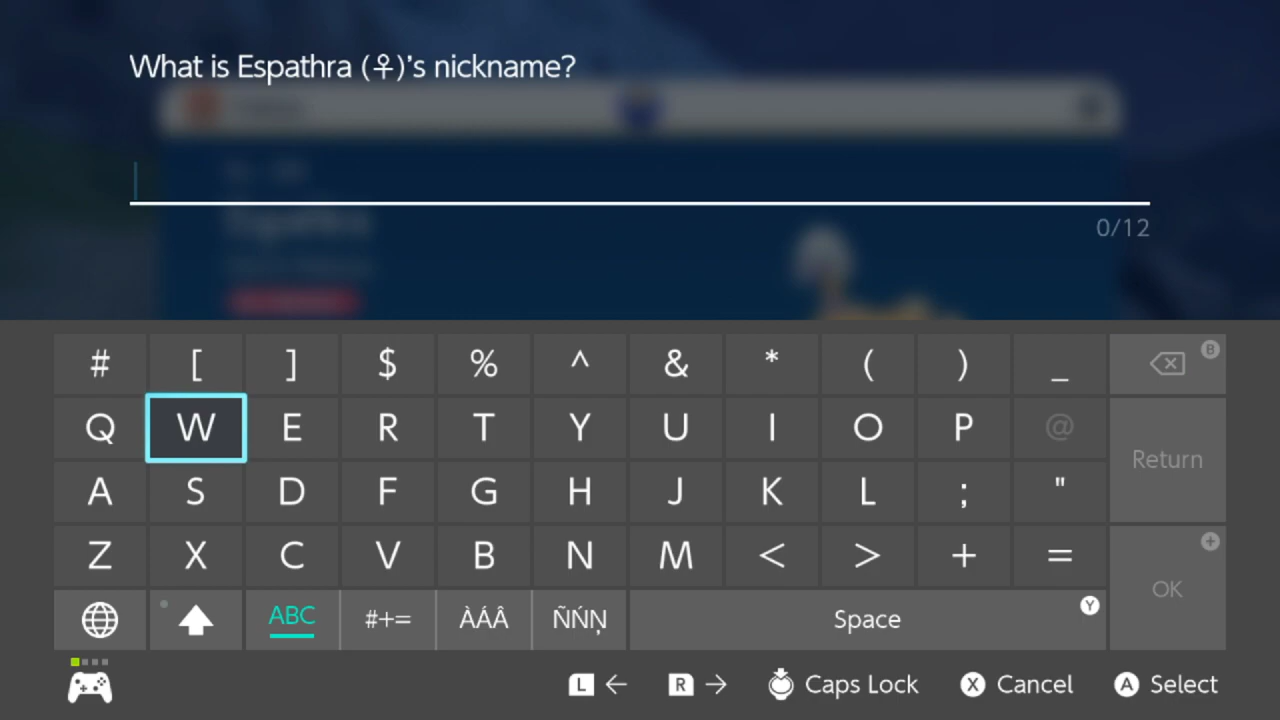 What is Espathra (♀)'s nickname?
0/12
# [ ] $ % ^ & * ( ) _ B
Q W E R T Y U I O P @ Return
A S D F G H J K L ; "
Z X C V B N M < > + = + OK
ABC #+= ÀÁÂ ÑŃŅ Space Y
L ← R → Caps Lock X Cancel A Select